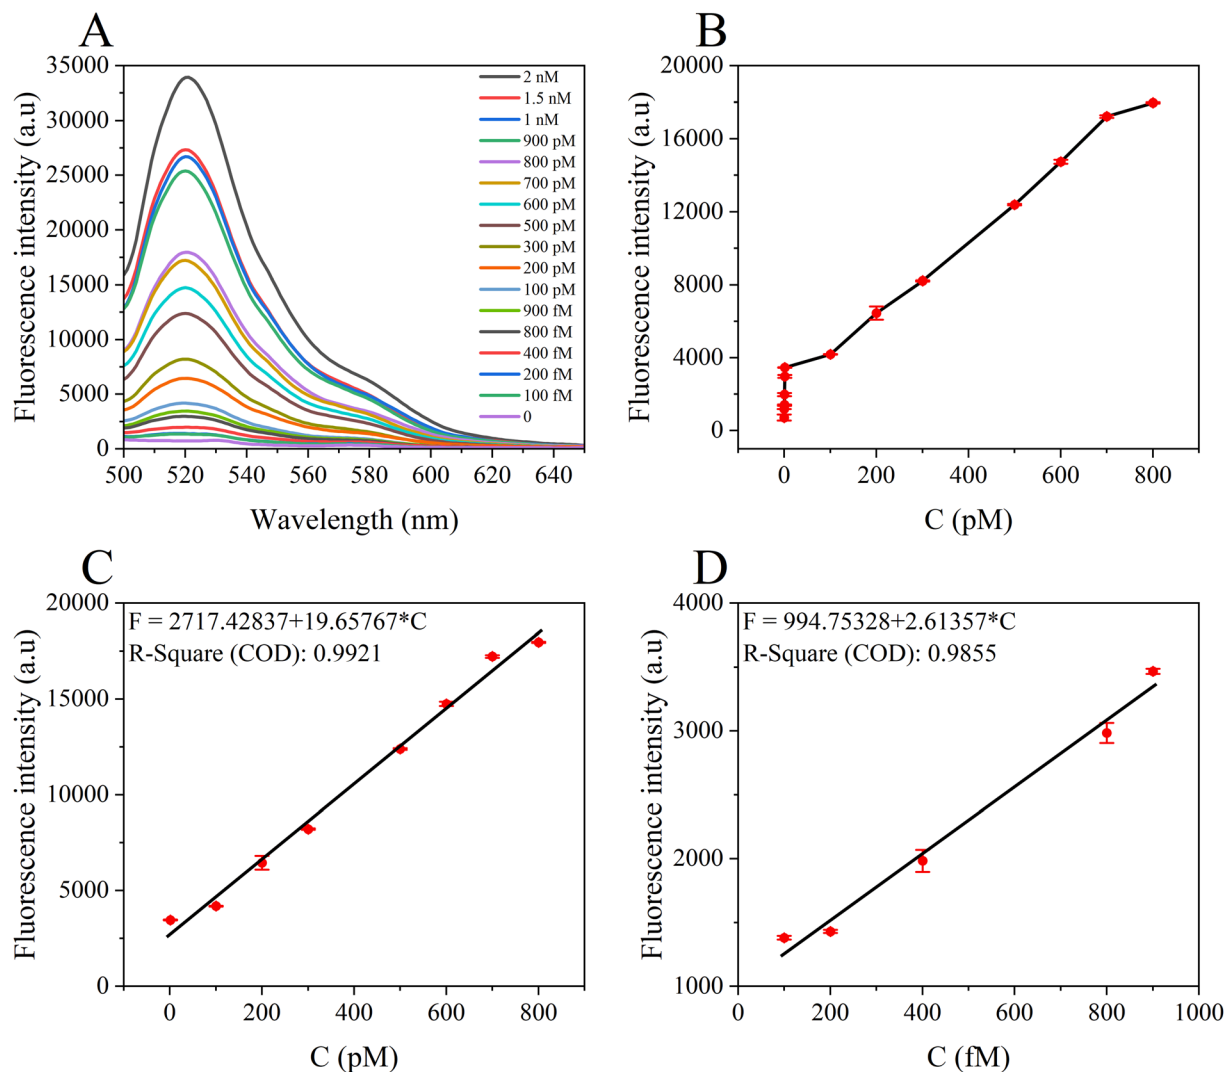 A
35000
30000
25000
20000
15000
10000
5000
0
500 520 540 560 580 600 620 640
Fluorescence intensity (a.u)
Wavelength (nm)
2 nM
1.5 nM
1 nM
900 pM
800 pM
700 pM
600 pM
500 pM
300 pM
200 pM
100 pM
900 fM
800 fM
400 fM
200 fM
100 fM
0
B
20000
16000
12000
8000
4000
0
0 200 400 600 800
Fluorescence intensity (a.u)
C (pM)
C
F = 2717.42837+19.65767*C
R-Square (COD): 0.9921
20000
15000
10000
5000
0
0 200 400 600 800
Fluorescence intensity (a.u)
C (pM)
D
F = 994.75328+2.61357*C
R-Square (COD): 0.9855
4000
3000
2000
1000
0 200 400 600 800 1000
Fluorescence intensity (a.u)
C (fM)